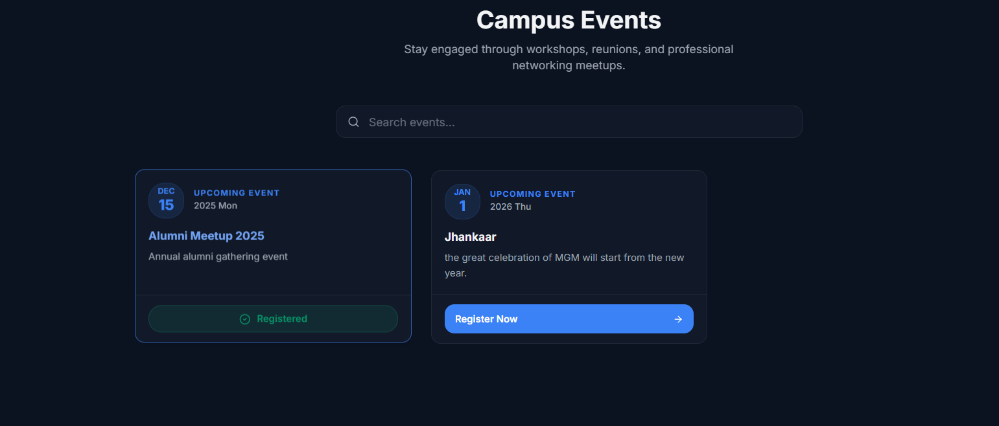 Campus Events
Stay engaged through workshops, reunions, and professional
networking meetups.
Search events...
DEC
15
UPCOMING EVENT
2025 Mon
Alumni Meetup 2025
Annual alumni gathering event
Registered
JAN
1
UPCOMING EVENT
2026 Thu
Jhankaar
the great celebration of MGM will start from the new
year.
Register Now